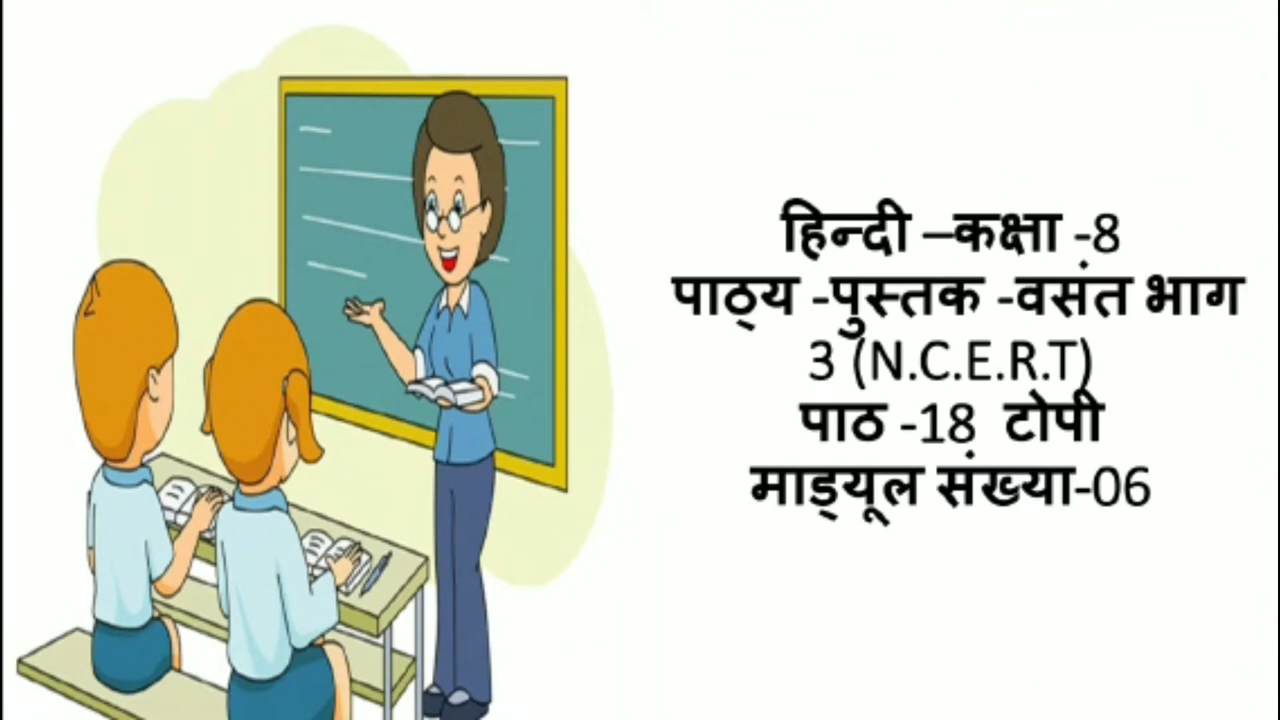 हिन्दी –कक्षा -8
पाठ्य -पुस्तक -वसंत भाग
3 (N.C.E.R.T)
पाठ -18 टोपी
माड्यूल संख्या-06